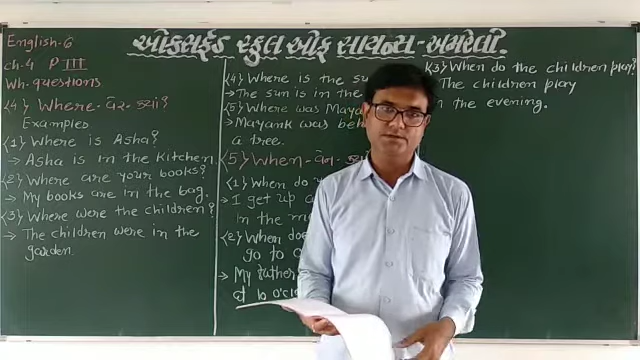 ઓક્સફર્ડ સ્કુલ ઓફ સાયન્સ - અમરેલી.
English-6
Ch-4 P III
Wh-questions
(4) Where - ક્યાં?
Examples
(1) Where is Asha?
→ Asha is in the kitchen.
(2) Where are your books?
→ My books are in the bag.
(3) Where were the children?
→ The children were in the
garden.
(4) Where is the
→ The sun is in the
(5) Where was
→ Mayank was
a tree.
(5) When - ક્યારે
(1) When do
→ I get up
in the
(2) When
go to
→ My father
at 10
(3) When do the children play?
The children play
in the evening.